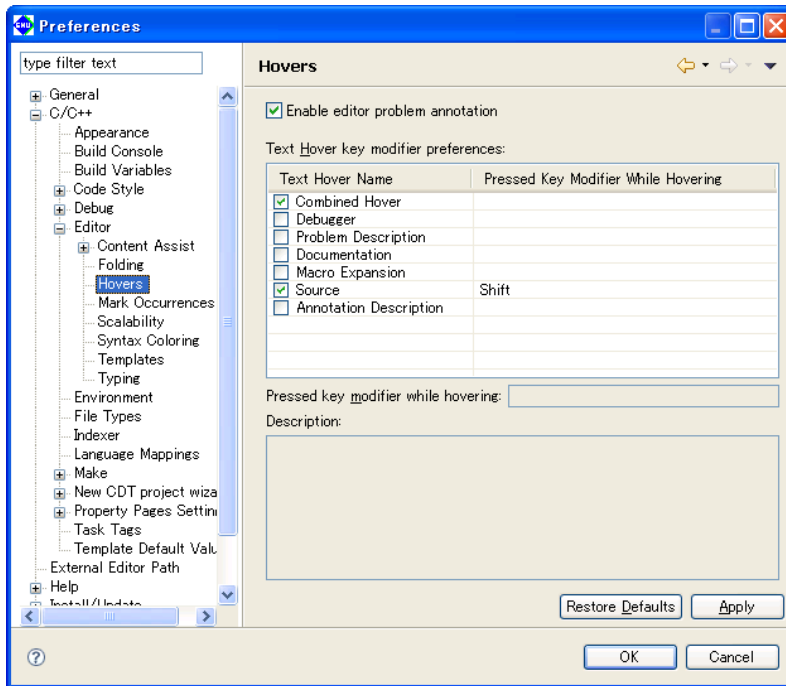 Preferences
type filter text
General
C/C++
Appearance
Build Console
Build Variables
Code Style
Debug
Editor
Content Assist
Folding
Hovers
Mark Occurrences
Scalability
Syntax Coloring
Templates
Typing
Environment
File Types
Indexer
Language Mappings
Make
New CDT project wiza
Property Pages Settin
Task Tags
Template Default Valu
External Editor Path
Help
Install/Update
Hovers
Enable editor problem annotation
Text Hover key modifier preferences:
Text Hover Name Pressed Key Modifier While Hovering
Combined Hover
Debugger
Problem Description
Documentation
Macro Expansion
Source Shift
Annotation Description
Pressed key modifier while hovering:
Description:
Restore Defaults Apply
OK Cancel